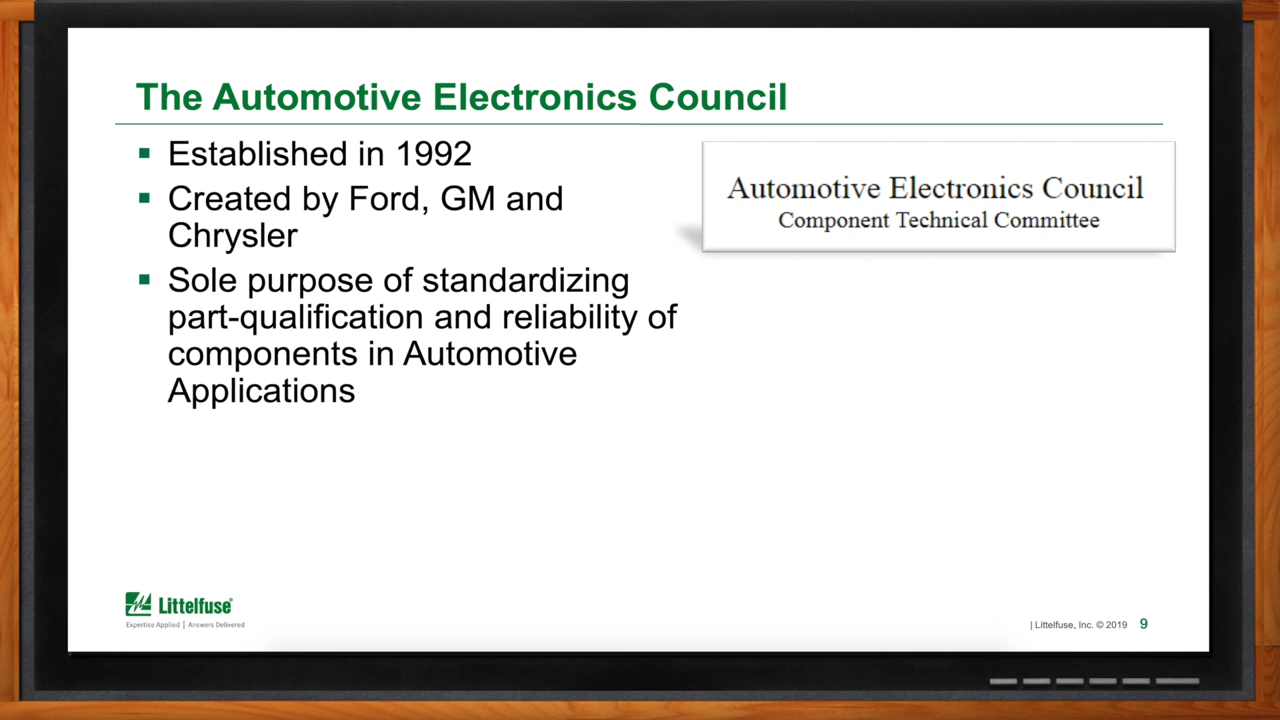 The Automotive Electronics Council
Established in 1992
Created by Ford, GM and
Chrysler
Sole purpose of standardizing
part-qualification and reliability of
components in Automotive
Applications
Automotive Electronics Council
Component Technical Committee
Littelfuse®
Expertise Applied | Answers Delivered
| Littelfuse, Inc. © 2019 9